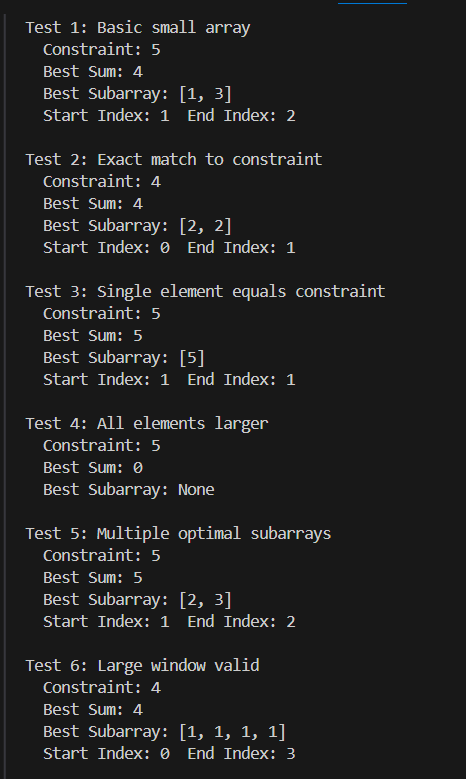 Test 1: Basic small array
Constraint: 5
Best Sum: 4
Best Subarray: [1, 3]
Start Index: 1  End Index: 2
Test 2: Exact match to constraint
Constraint: 4
Best Sum: 4
Best Subarray: [2, 2]
Start Index: 0  End Index: 1
Test 3: Single element equals constraint
Constraint: 5
Best Sum: 5
Best Subarray: [5]
Start Index: 1  End Index: 1
Test 4: All elements larger
Constraint: 5
Best Sum: 0
Best Subarray: None
Test 5: Multiple optimal subarrays
Constraint: 5
Best Sum: 5
Best Subarray: [2, 3]
Start Index: 1  End Index: 2
Test 6: Large window valid
Constraint: 4
Best Sum: 4
Best Subarray: [1, 1, 1, 1]
Start Index: 0  End Index: 3